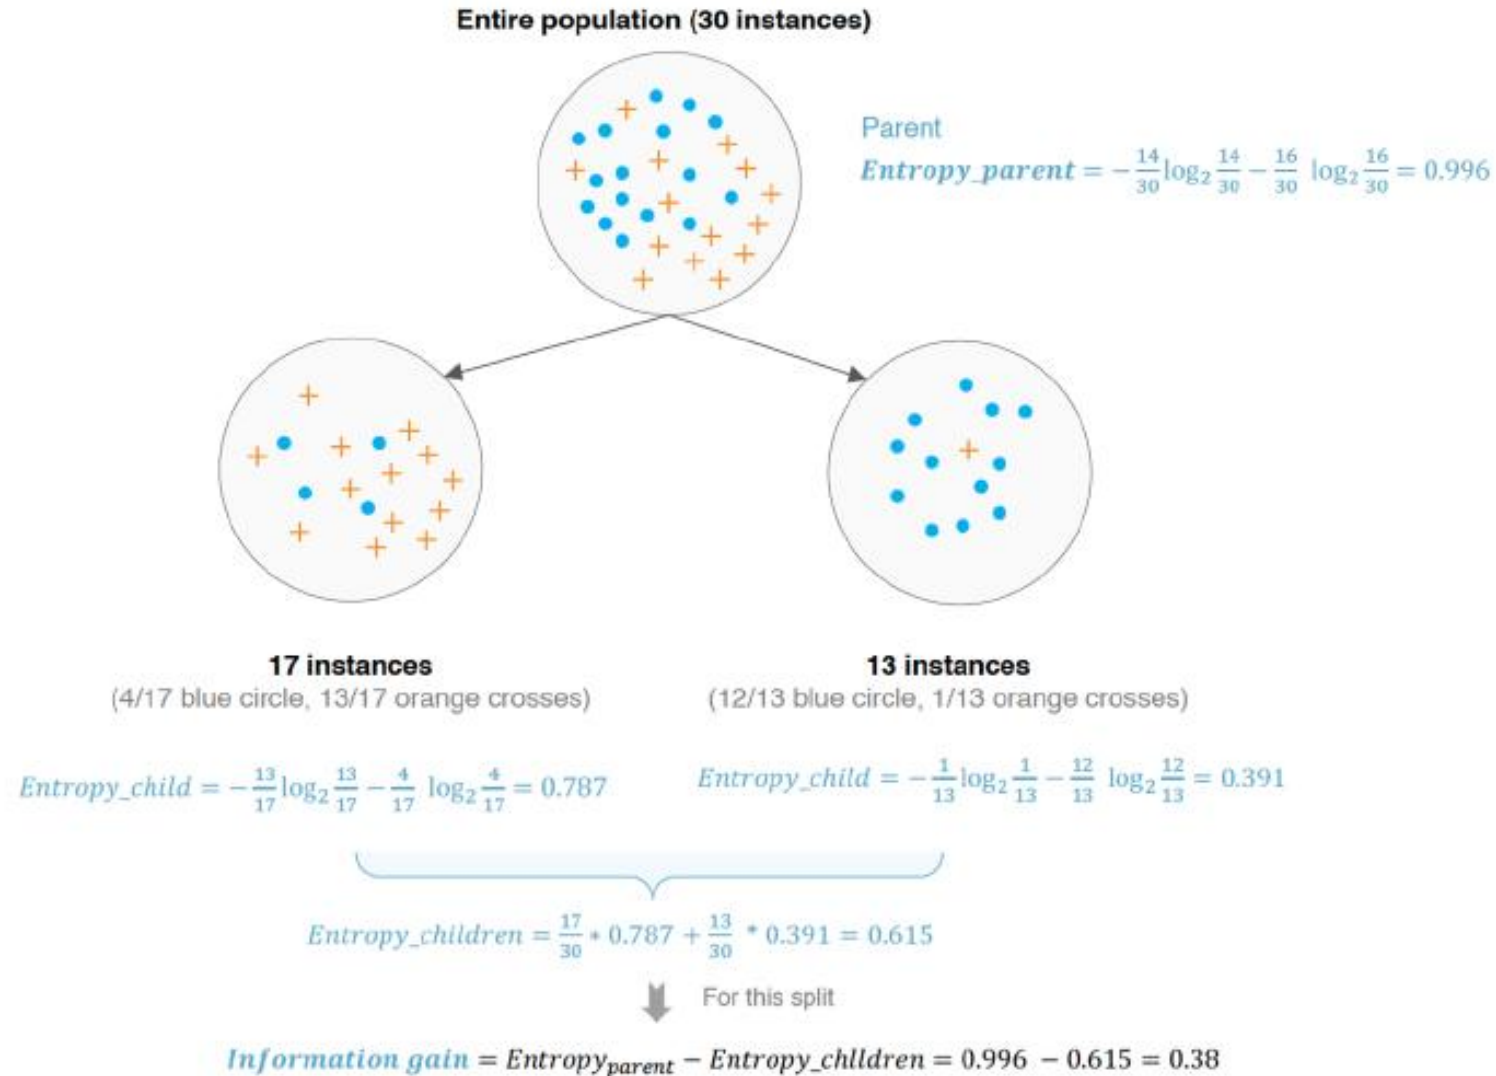 Entire population (30 instances)
Parent
Entropy_parent = −14/30 log₂ 14/30 − 16/30 log₂ 16/30 = 0.996
17 instances
(4/17 blue circle, 13/17 orange crosses)
13 instances
(12/13 blue circle, 1/13 orange crosses)
Entropy_child = −13/17 log₂ 13/17 − 4/17 log₂ 4/17 = 0.787
Entropy_child = −1/13 log₂ 1/13 − 12/13 log₂ 12/13 = 0.391
Entropy_children = 17/30 * 0.787 + 13/30 * 0.391 = 0.615
For this split
Information gain = Entropy_parent − Entropy_chlldren = 0.996 − 0.615 = 0.38